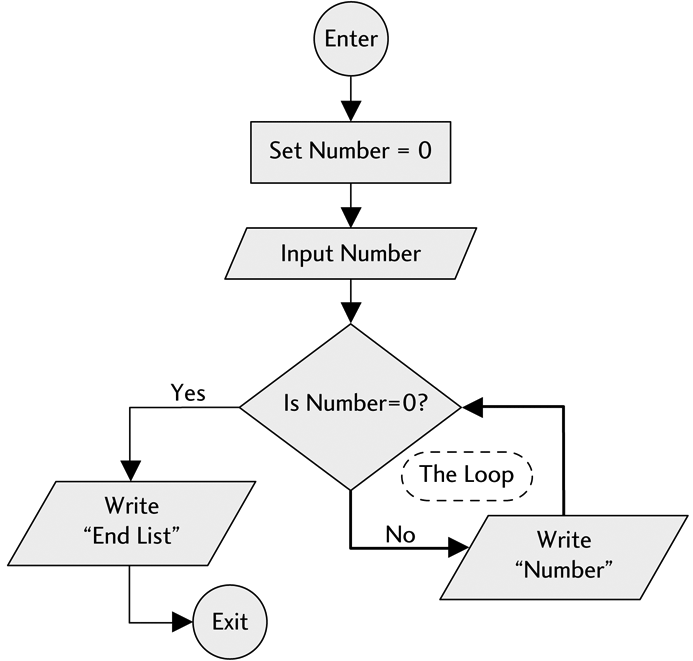 Enter
Set Number = 0
Input Number
Is Number=0?
Yes
The Loop
No
Write
“End List”
Write
“Number”
Exit